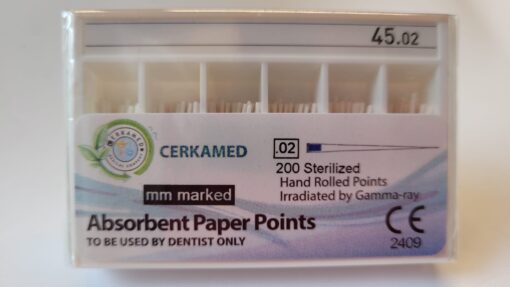 45.02
CERKAMED
CERKAMED
.02
200 Sterilized
Hand Rolled Points
Irradiated by Gamma-ray
mm marked
Absorbent Paper Points
TO BE USED BY DENTIST ONLY
CE
2409